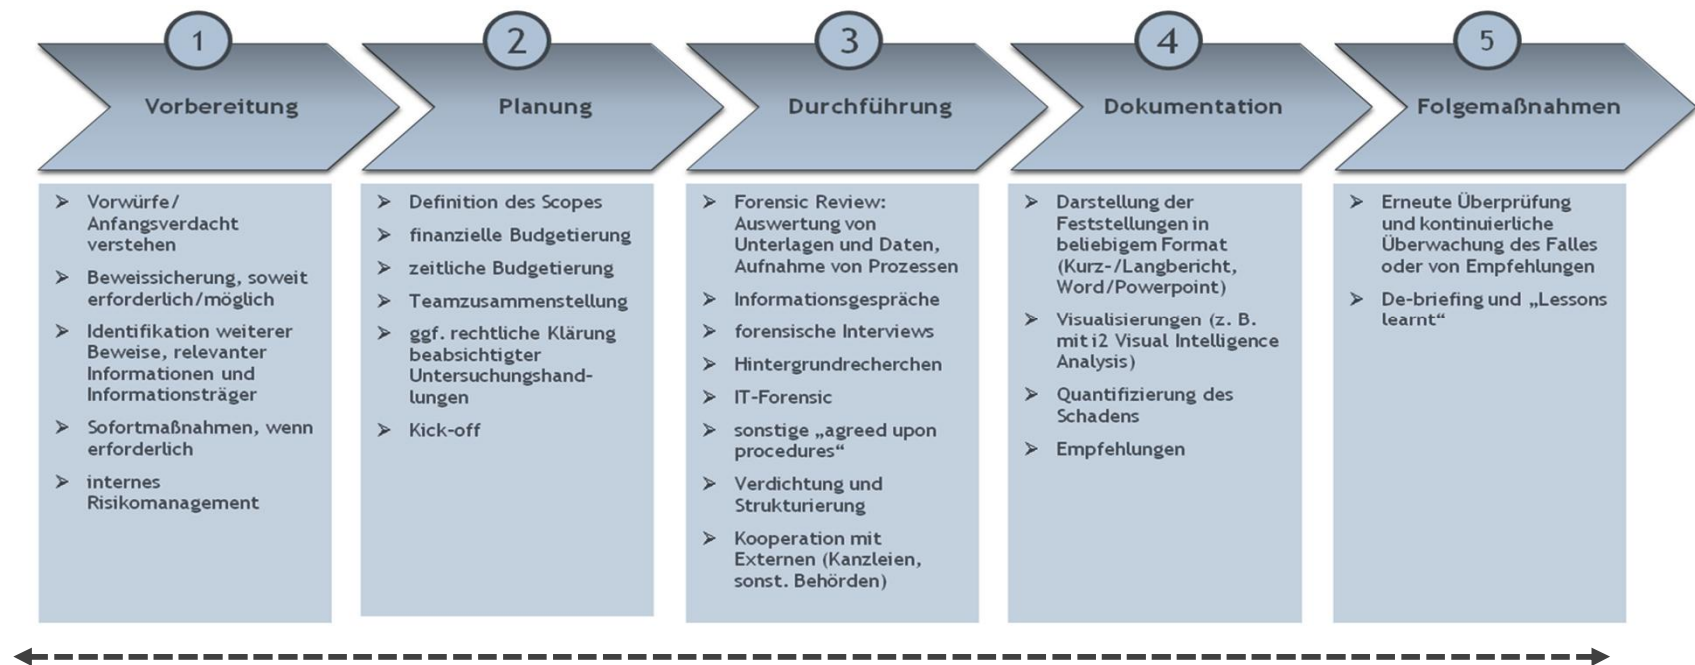 1
Vorbereitung
➢ Vorwürfe/
Anfangsverdacht
verstehen
➢ Beweissicherung, soweit
erforderlich/möglich
➢ Identifikation weiterer
Beweise, relevanter
Informationen und
Informationsträger
➢ Sofortmaßnahmen, wenn
erforderlich
➢ internes
Risikomanagement
2
Planung
➢ Definition des Scopes
➢ finanzielle Budgetierung
➢ zeitliche Budgetierung
➢ Teamzusammenstellung
➢ ggf. rechtliche Klärung
beabsichtigter
Untersuchungshand-
lungen
➢ Kick-off
3
Durchführung
➢ Forensic Review:
Auswertung von
Unterlagen und Daten,
Aufnahme von Prozessen
➢ Informationsgespräche
➢ forensische Interviews
➢ Hintergrundrecherchen
➢ IT-Forensic
➢ sonstige „agreed upon
procedures“
➢ Verdichtung und
Strukturierung
➢ Kooperation mit
Externen (Kanzleien,
sonst. Behörden)
4
Dokumentation
➢ Darstellung der
Feststellungen in
beliebigem Format
(Kurz-/Langbericht,
Word/Powerpoint)
➢ Visualisierungen (z. B.
mit i2 Visual Intelligence
Analysis)
➢ Quantifizierung des
Schadens
➢ Empfehlungen
5
Folgemaßnahmen
➢ Erneute Überprüfung
und kontinuierliche
Überwachung des Falles
oder von Empfehlungen
➢ De-briefing und „Lessons
learnt“